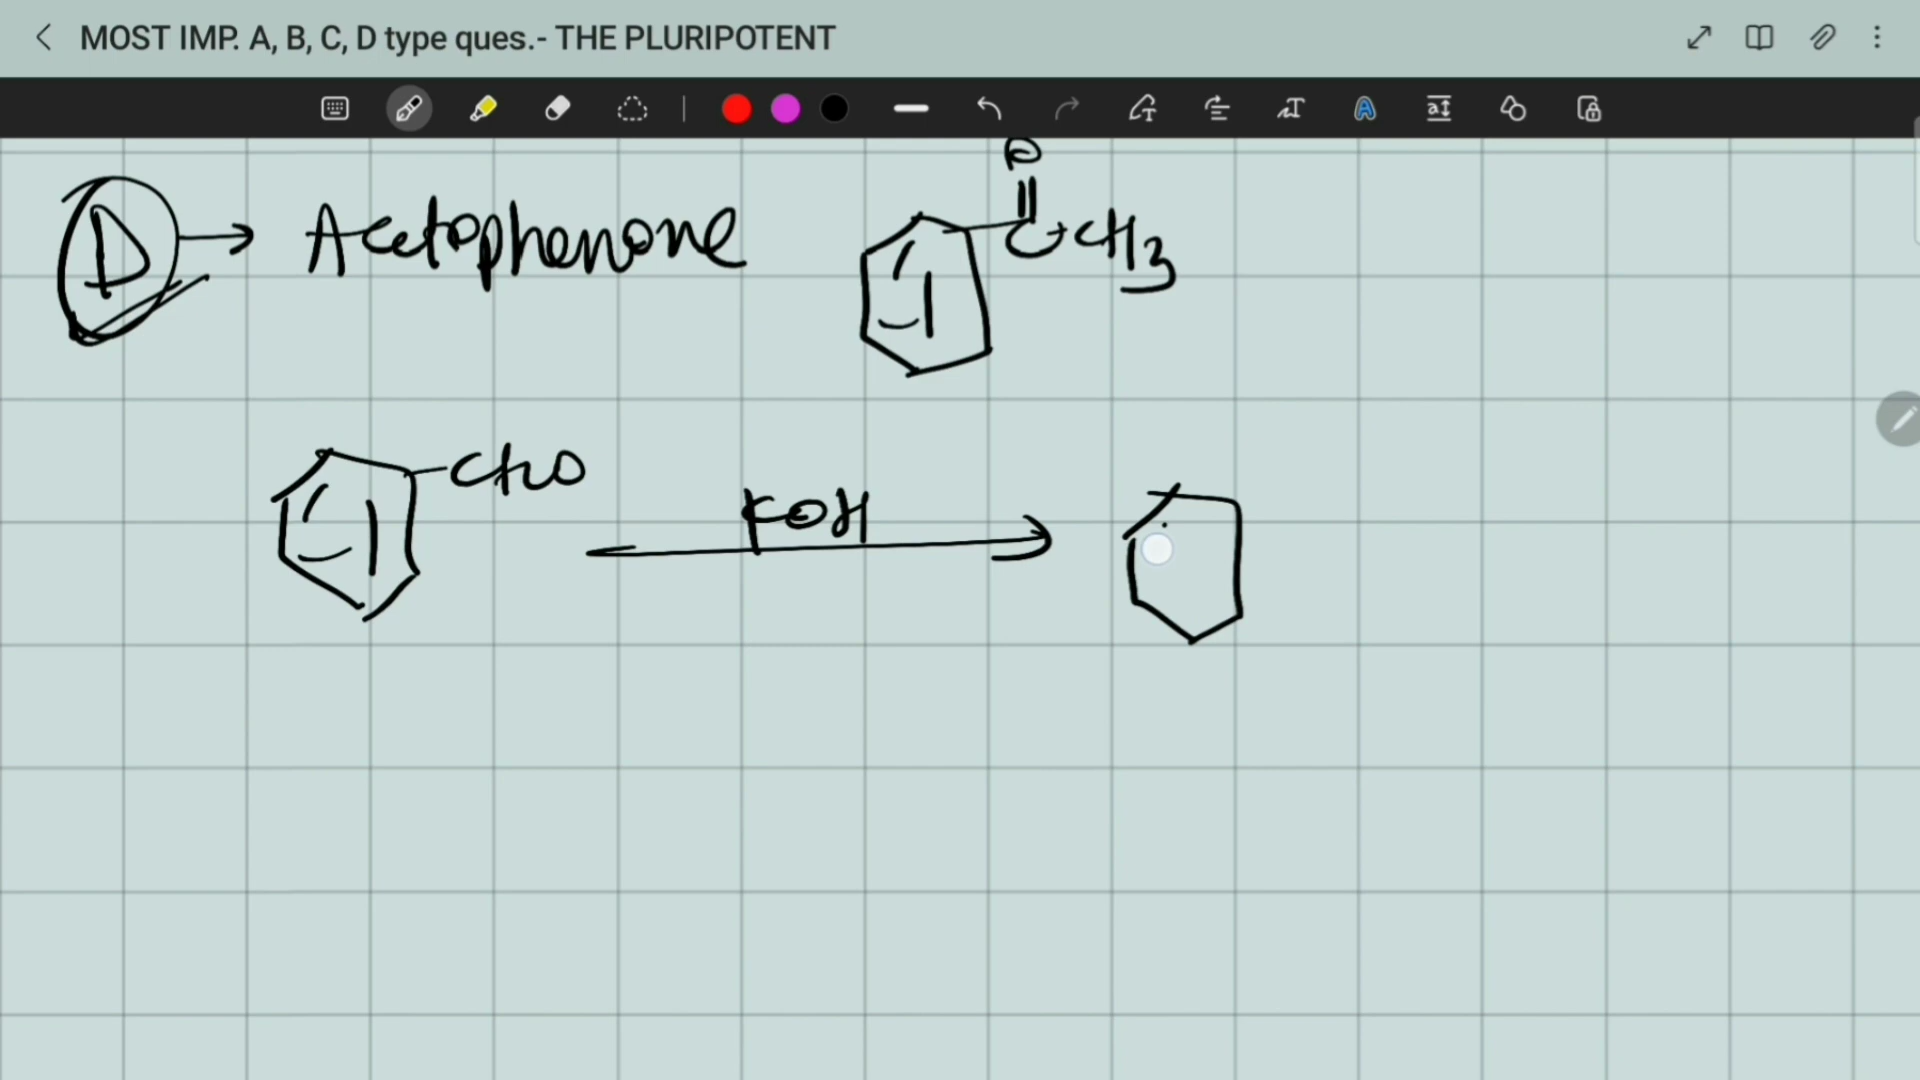 MOST IMP. A, B, C, D type ques.- THE PLURIPOTENT
O
D → Acetophenone C-CH3
CHO
KOH